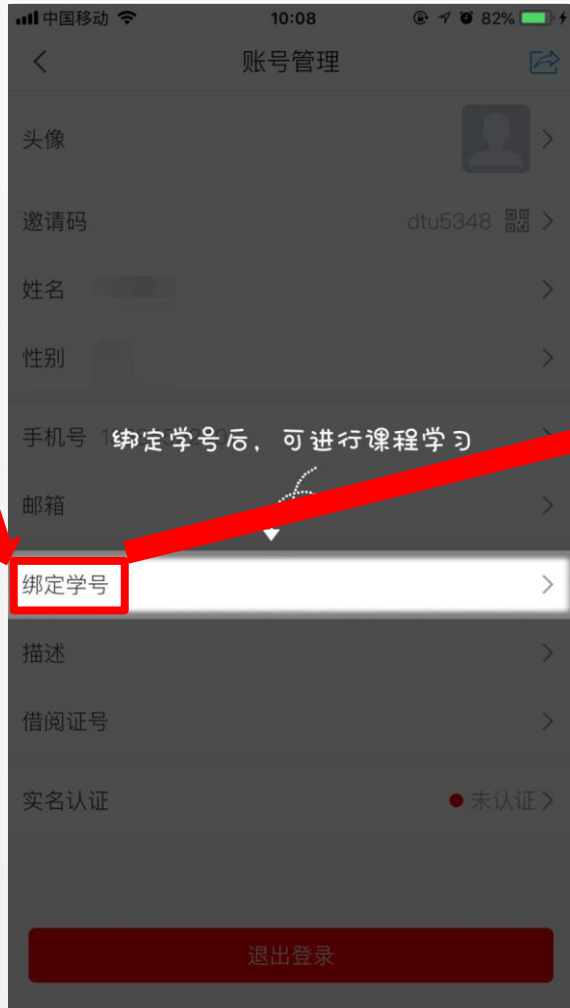 中国移动 10:08 82%
账号管理
头像
邀请码 dtu5348
姓名
性别
手机号 1
绑定学号后，可进行课程学习
邮箱
绑定学号
描述
借阅证号
实名认证 未认证
退出登录